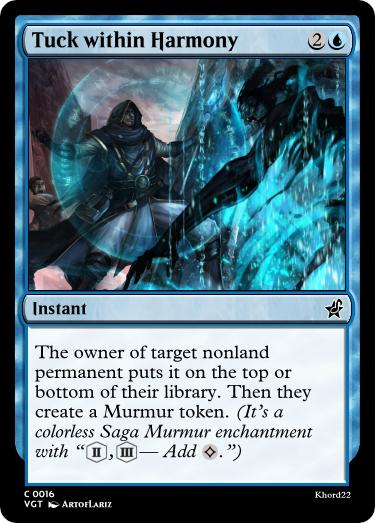 Tuck within Harmony 2
Instant
The owner of target nonland
permanent puts it on the top or
bottom of their library. Then they
create a Murmur token. (It's a
colorless Saga Murmur enchantment
with “II, III— Add .”)
C 0016 Khord22
VGT ArtofLariz